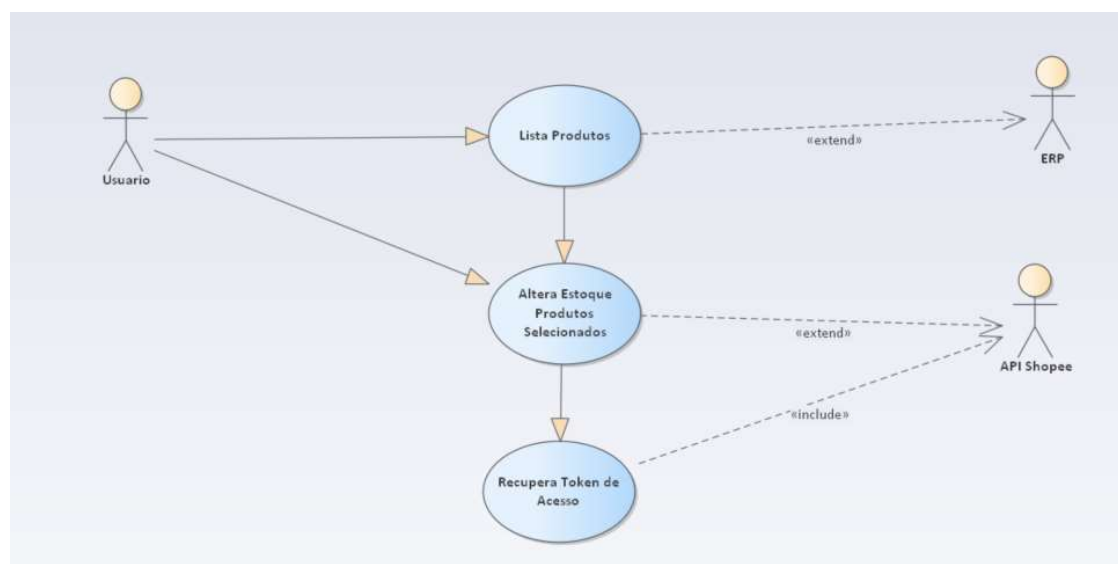 Usuario
Lista Produtos
«extend»
ERP
Altera Estoque
Produtos
Selecionados
«extend»
API Shopee
«include»
Recupera Token de
Acesso